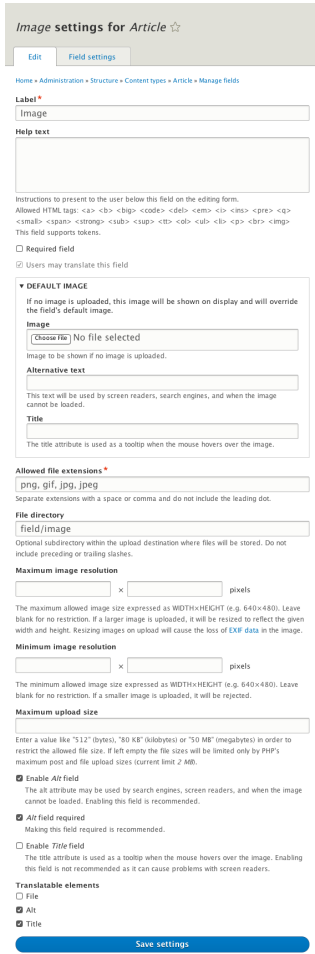 Image settings for Article
Edit Field settings
Home » Administration » Structure » Content types » Article » Manage fields
Label*
Image
Help text
Instructions to present to the user below this field on the editing form.
Allowed HTML tags: <a> <b> <big> <code> <del> <em> <i> <ins> <pre> <q>
<small> <span> <strong> <sub> <sup> <tt> <ol> <ul> <li> <p> <br> <img>
This field supports tokens.
Required field
Users may translate this field
▼ DEFAULT IMAGE
If no image is uploaded, this image will be shown on display and will override
the field's default image.
Image
Choose File No file selected
Image to be shown if no image is uploaded.
Alternative text
This text will be used by screen readers, search engines, and when the image
cannot be loaded.
Title
The title attribute is used as a tooltip when the mouse hovers over the image.
Allowed file extensions*
png, gif, jpg, jpeg
Separate extensions with a space or comma and do not include the leading dot.
File directory
field/image
Optional subdirectory within the upload destination where files will be stored. Do not
include preceding or trailing slashes.
Maximum image resolution
× pixels
The maximum allowed image size expressed as WIDTH×HEIGHT (e.g. 640×480). Leave
blank for no restriction. If a larger image is uploaded, it will be resized to reflect the given
width and height. Resizing images on upload will cause the loss of EXIF data in the image.
Minimum image resolution
× pixels
The minimum allowed image size expressed as WIDTH×HEIGHT (e.g. 640×480). Leave
blank for no restriction. If a smaller image is uploaded, it will be rejected.
Maximum upload size
Enter a value like "512" (bytes), "80 KB" (kilobytes) or "50 MB" (megabytes) in order to
restrict the allowed file size. If left empty the file sizes will be limited only by PHP's
maximum post and file upload sizes (current limit 2 MB).
Enable Alt field
The alt attribute may be used by search engines, screen readers, and when the image
cannot be loaded. Enabling this field is recommended.
Alt field required
Making this field required is recommended.
Enable Title field
The title attribute is used as a tooltip when the mouse hovers over the image. Enabling
this field is not recommended as it can cause problems with screen readers.
Translatable elements
File
Alt
Title
Save settings